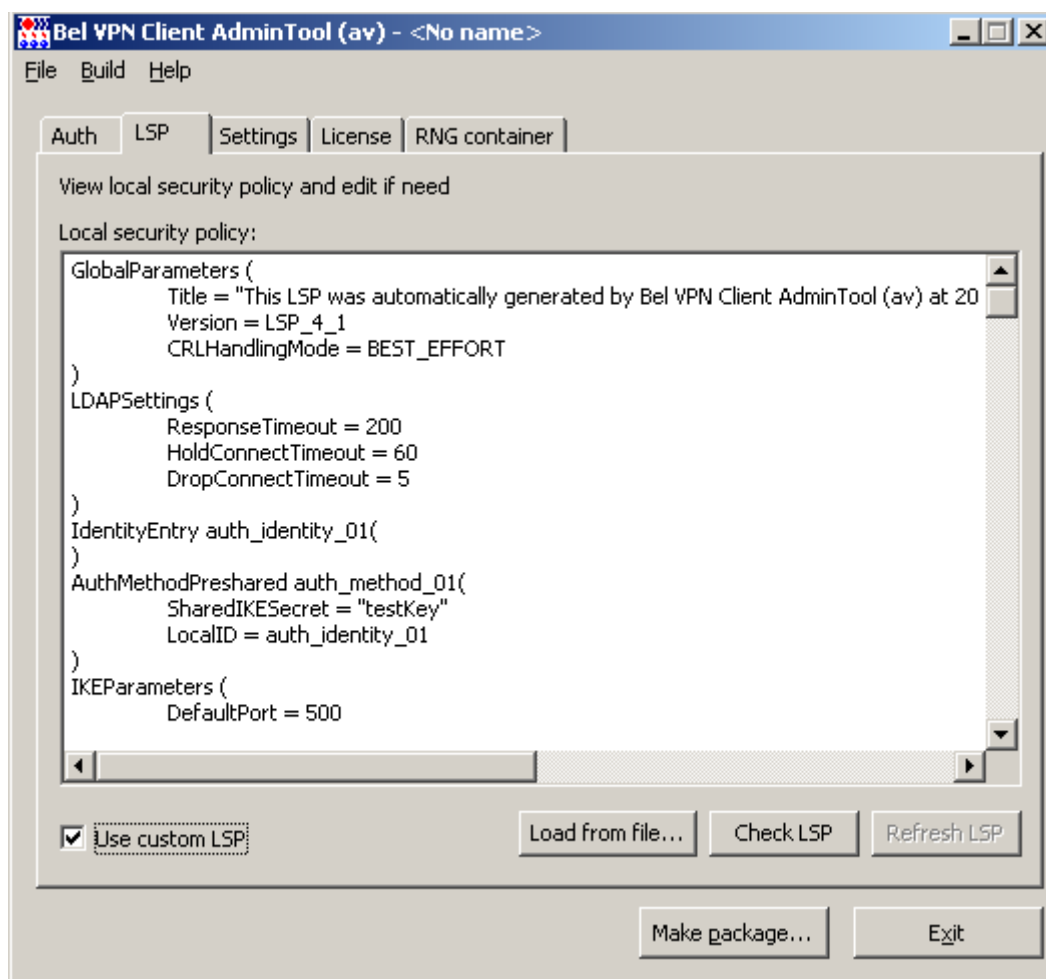 Bel VPN Client AdminTool (av) - <No name>
File Build Help
Auth LSP Settings License RNG container
View local security policy and edit if need
Local security policy:
GlobalParameters (
Title = "This LSP was automatically generated by Bel VPN Client AdminTool (av) at 20
Version = LSP_4_1
CRLHandlingMode = BEST_EFFORT
)
LDAPSettings (
ResponseTimeout = 200
HoldConnectTimeout = 60
DropConnectTimeout = 5
)
IdentityEntry auth_identity_01(
)
AuthMethodPreshared auth_method_01(
SharedIKESecret = "testKey"
LocalID = auth_identity_01
)
IKEParameters (
DefaultPort = 500
Use custom LSP Load from file... Check LSP Refresh LSP
Make package... Exit